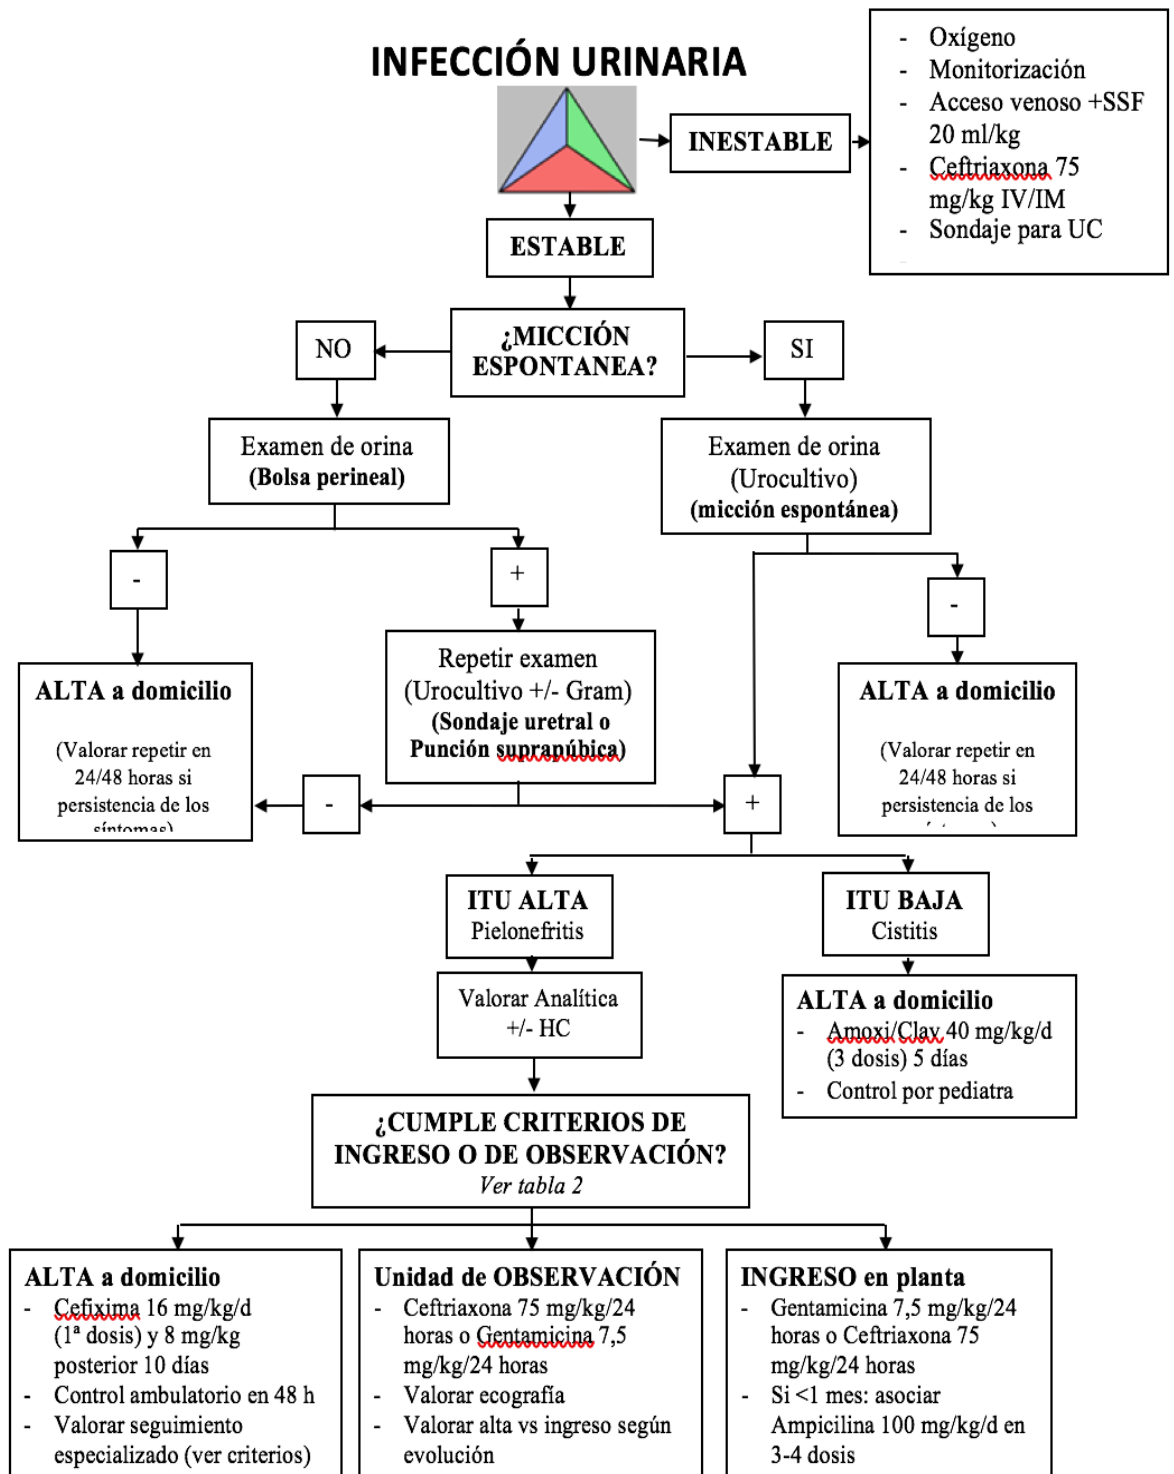 INFECCIÓN URINARIA
- Oxígeno
- Monitorización
- Acceso venoso +SSF
20 ml/kg
- Ceftriaxona 75
mg/kg IV/IM
- Sondaje para UC
INESTABLE
ESTABLE
¿MICCIÓN
ESPONTANEA?
NO
SI
Examen de orina
(Bolsa perineal)
Examen de orina
(Urocultivo)
(micción espontánea)
-
+
-
Repetir examen
(Urocultivo +/- Gram)
(Sondaje uretral o
Punción suprapúbica)
ALTA a domicilio
(Valorar repetir en
24/48 horas si
persistencia de los
síntomas)
ALTA a domicilio
(Valorar repetir en
24/48 horas si
persistencia de los
-
+
ITU ALTA
Pielonefritis
ITU BAJA
Cistitis
Valorar Analítica
+/- HC
ALTA a domicilio
- Amoxi/Clav 40 mg/kg/d
(3 dosis) 5 días
- Control por pediatra
¿CUMPLE CRITERIOS DE
INGRESO O DE OBSERVACIÓN?
Ver tabla 2
ALTA a domicilio
- Cefixima 16 mg/kg/d
(1ª dosis) y 8 mg/kg
posterior 10 días
- Control ambulatorio en 48 h
- Valorar seguimiento
especializado (ver criterios)
Unidad de OBSERVACIÓN
- Ceftriaxona 75 mg/kg/24
horas o Gentamicina 7,5
mg/kg/24 horas
- Valorar ecografía
- Valorar alta vs ingreso según
evolución
INGRESO en planta
- Gentamicina 7,5 mg/kg/24
horas o Ceftriaxona 75
mg/kg/24 horas
- Si <1 mes: asociar
Ampicilina 100 mg/kg/d en
3-4 dosis